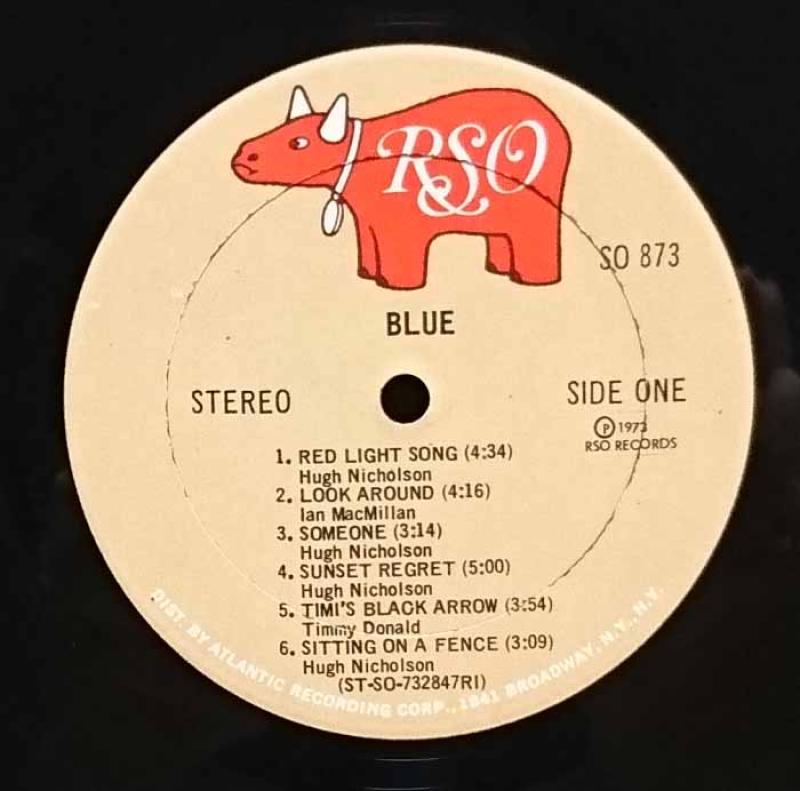 RSO
SO 873
BLUE
STEREO
SIDE ONE
℗ 1973
RSO RECORDS
1. RED LIGHT SONG (4:34)
Hugh Nicholson
2. LOOK AROUND (4:16)
Ian MacMillan
3. SOMEONE (3:14)
Hugh Nicholson
4. SUNSET REGRET (5:00)
Hugh Nicholson
5. TIMI'S BLACK ARROW (3:54)
Timmy Donald
6. SITTING ON A FENCE (3:09)
Hugh Nicholson
(ST-SO-732847RI)
DIST. BY ATLANTIC RECORDING CORP., 1841 BROADWAY, N.Y., N.Y.